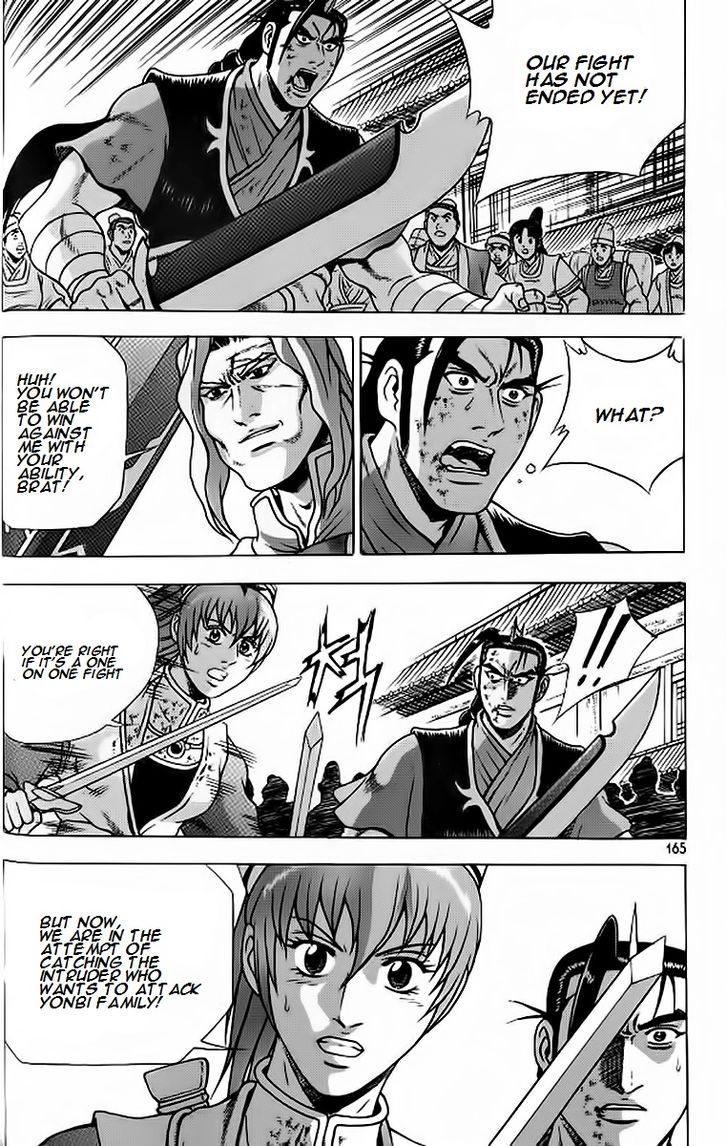 OUR FIGHT
HAS NOT
ENDED YET!
HUH!
YOU WON'T
BE ABLE
TO WIN
AGAINST
ME WITH
YOUR
ABILITY,
BRAT!
WHAT?
YOU'RE RIGHT
IF IT'S A ONE
ON ONE FIGHT
척
!!
165
BUT NOW,
WE ARE IN THE
ATTEMPT OF
CATCHING THE
INTRUDER WHO
WANTS TO ATTACK
YONBI FAMILY!